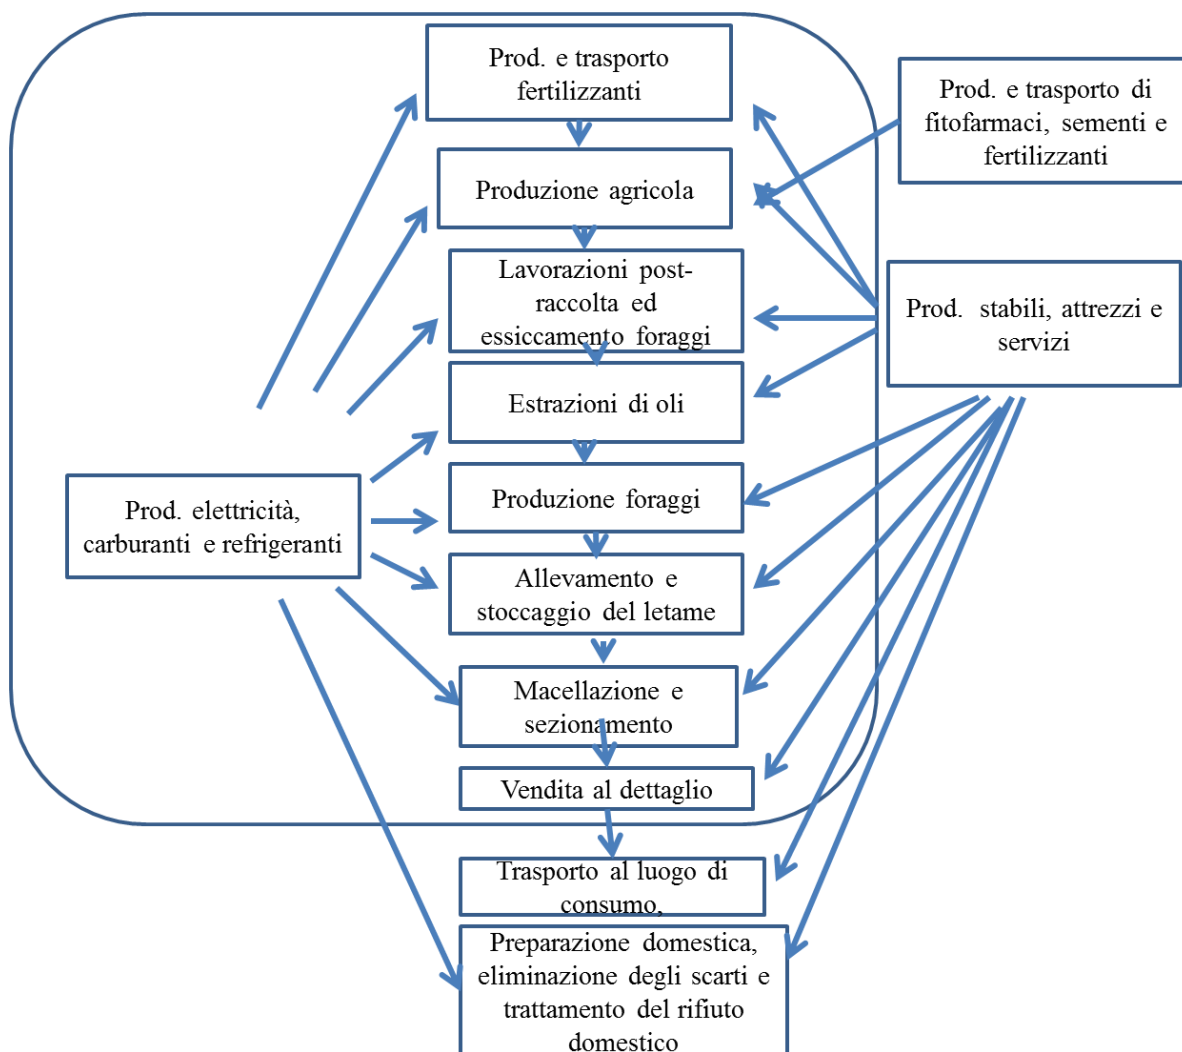 Prod. e trasporto
fertilizzanti
Prod. e trasporto di
fitofarmaci, sementi e
fertilizzanti
Produzione agricola
Lavorazioni post-
raccolta ed
essiccamento foraggi
Prod. stabili, attrezzi e
servizi
Estrazioni di oli
Prod. elettricità,
carburanti e refrigeranti
Produzione foraggi
Allevamento e
stoccaggio del letame
Macellazione e
sezionamento
Vendita al dettaglio
Trasporto al luogo di
consumo,
Preparazione domestica,
eliminazione degli scarti e
trattamento del rifiuto
domestico